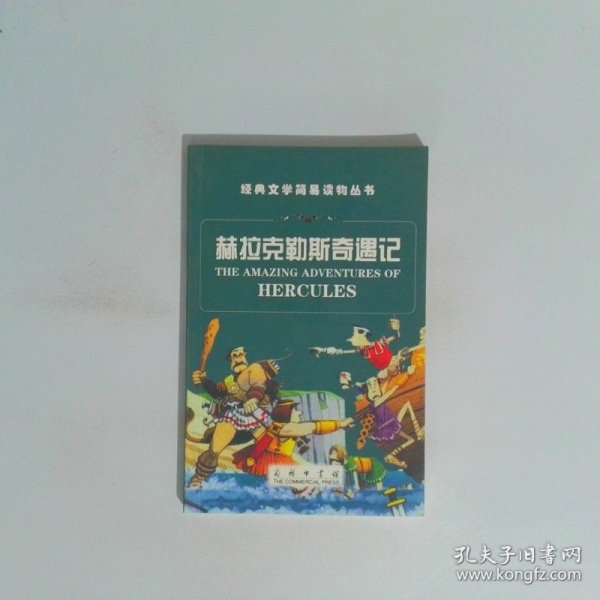 经典文学简易读物丛书
赫拉克勒斯奇遇记
THE AMAZING ADVENTURES OF
HERCULES
商务印书馆
THE COMMERCIAL PRESS
孔夫子旧书网
www.kongfz.com